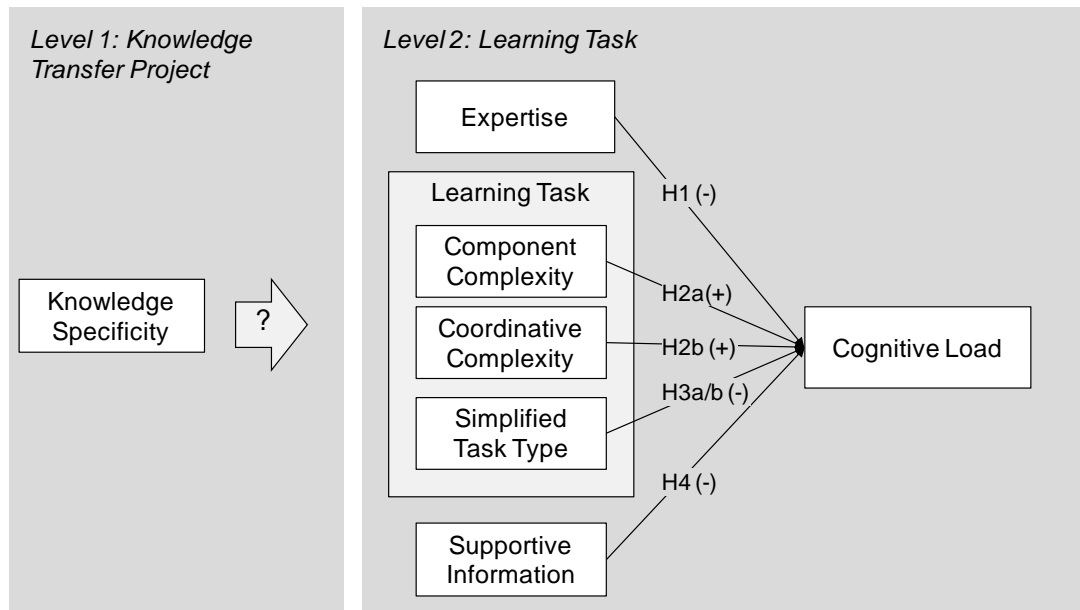 Level 1: Knowledge
Transfer Project
Knowledge
Specificity
?
Level 2: Learning Task
Expertise
Learning Task
Component
Complexity
Coordinative
Complexity
Simplified
Task Type
Supportive
Information
H1 (-)
H2a(+)
H2b (+)
H3a/b (-)
H4 (-)
Cognitive Load